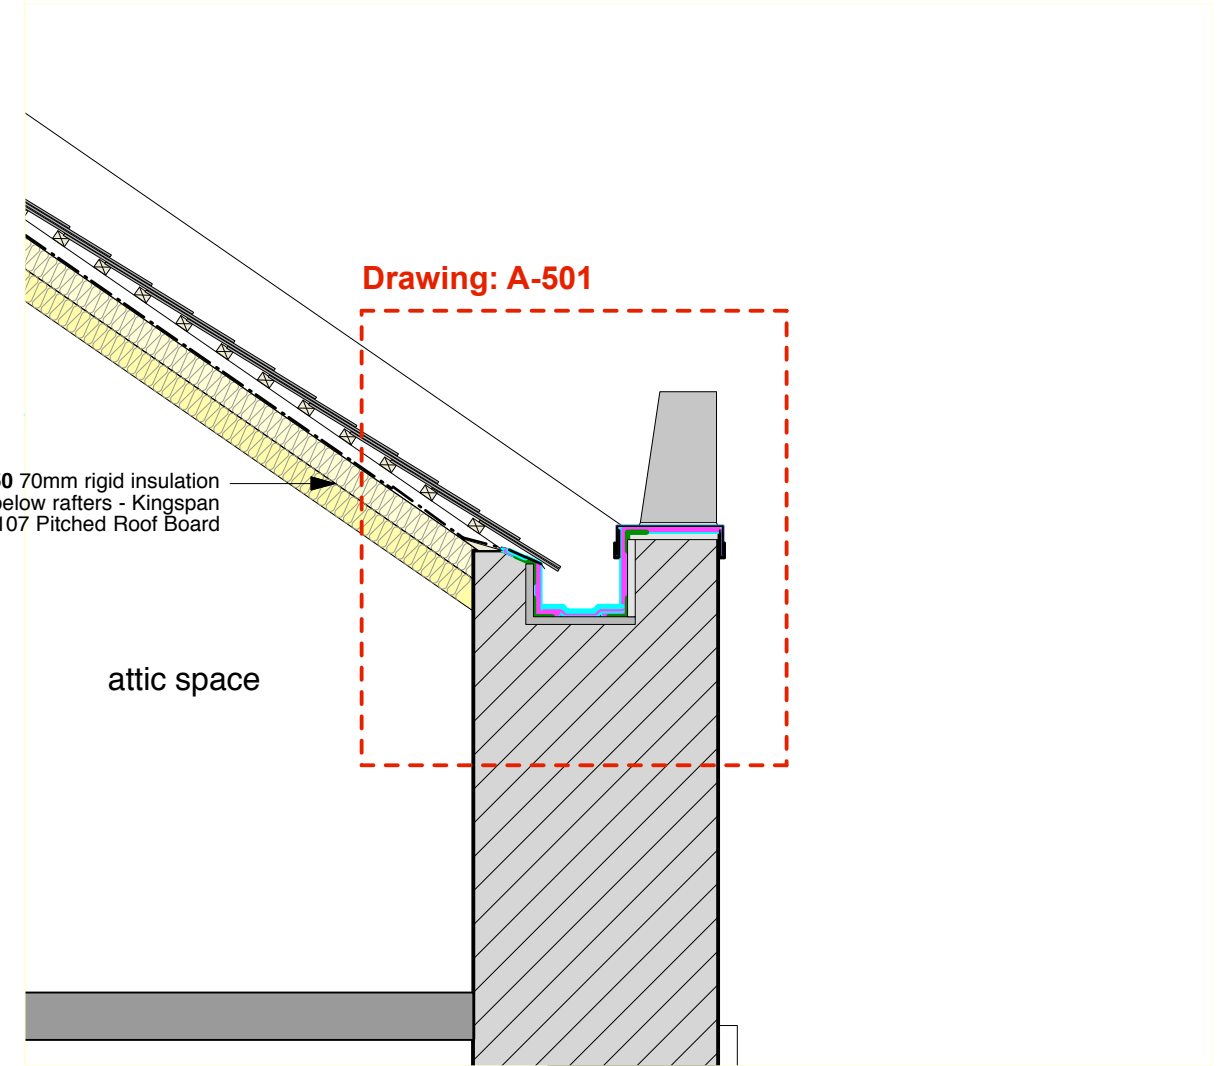 Drawing: A-501
70mm rigid insulation
below rafters - Kingspan
Pitched Roof Board
attic space